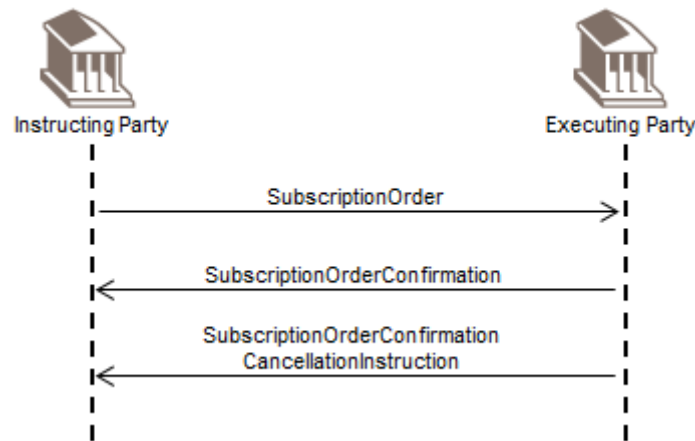 Instructing Party
Executing Party
SubscriptionOrder
SubscriptionOrderConfirmation
SubscriptionOrderConfirmation
CancellationInstruction